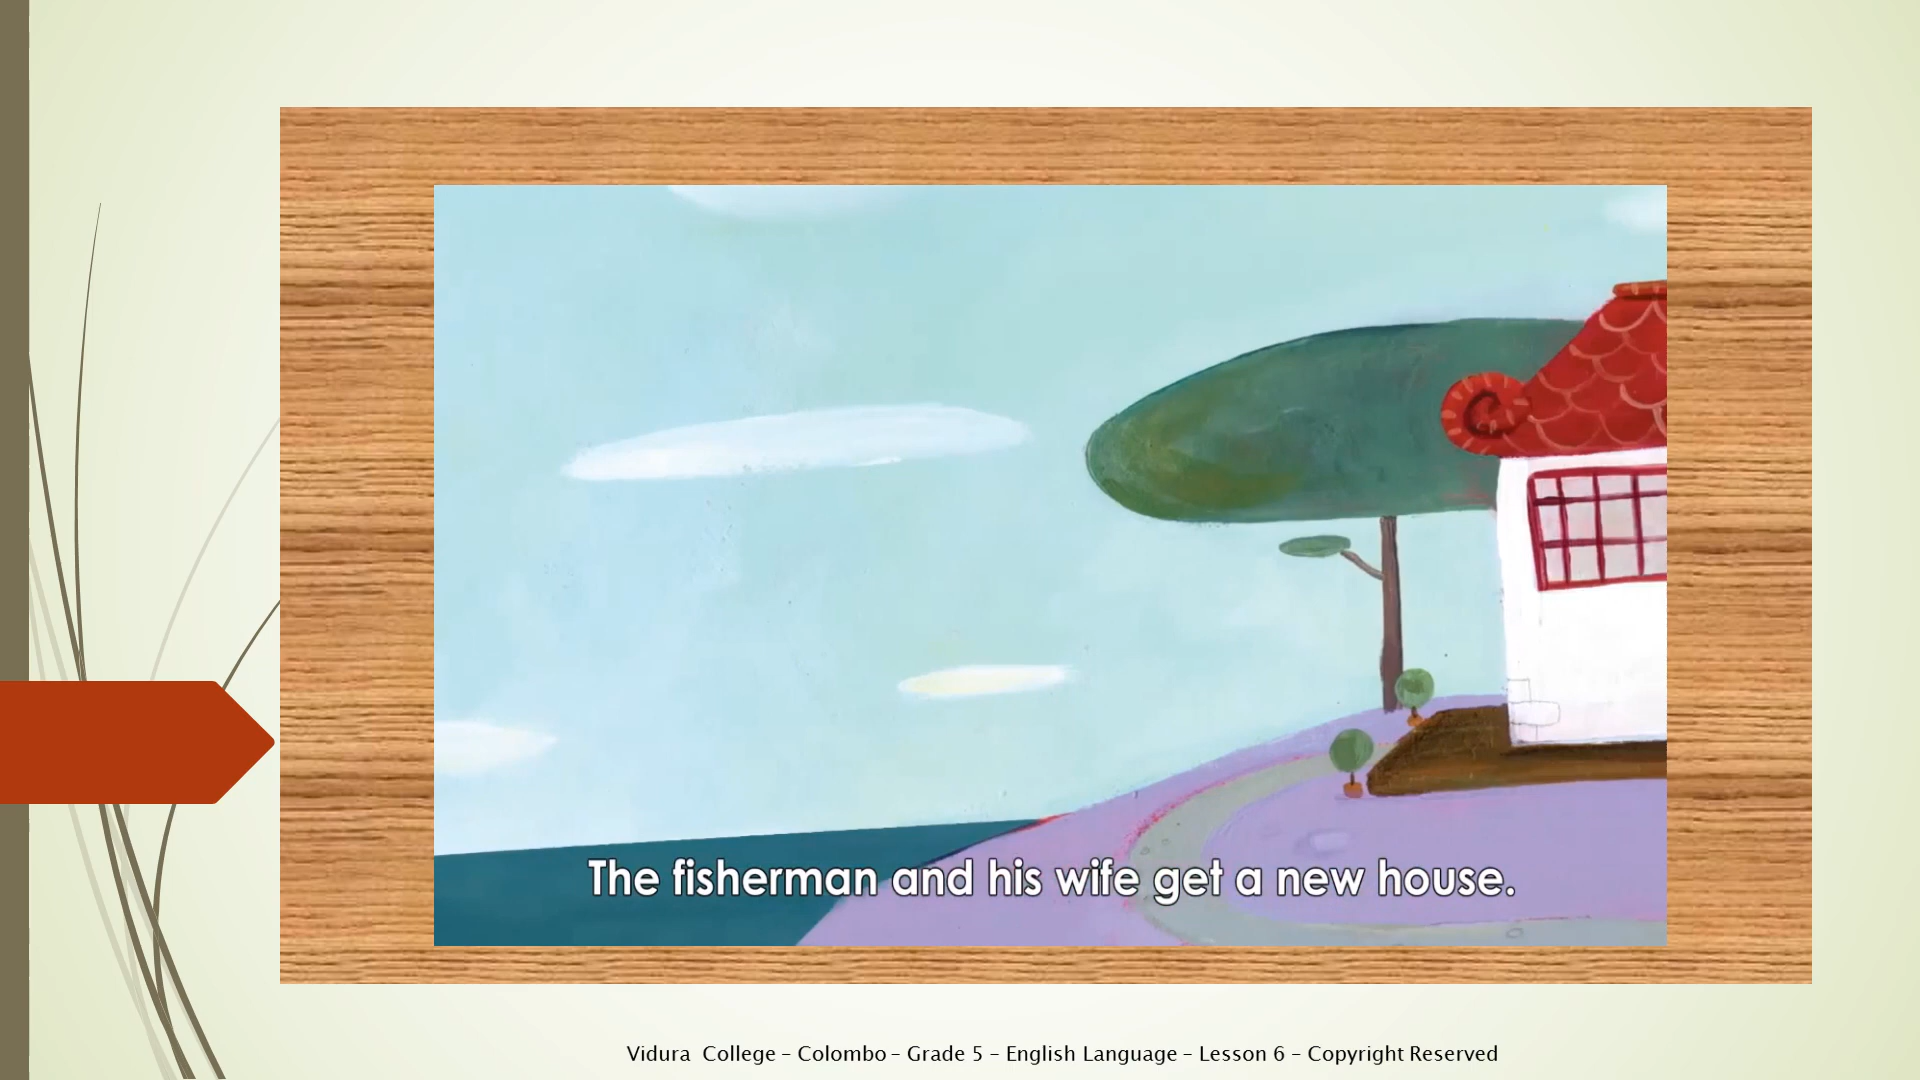 The fisherman and his wife get a new house.
Vidura College – Colombo – Grade 5 – English Language – Lesson 6 – Copyright Reserved